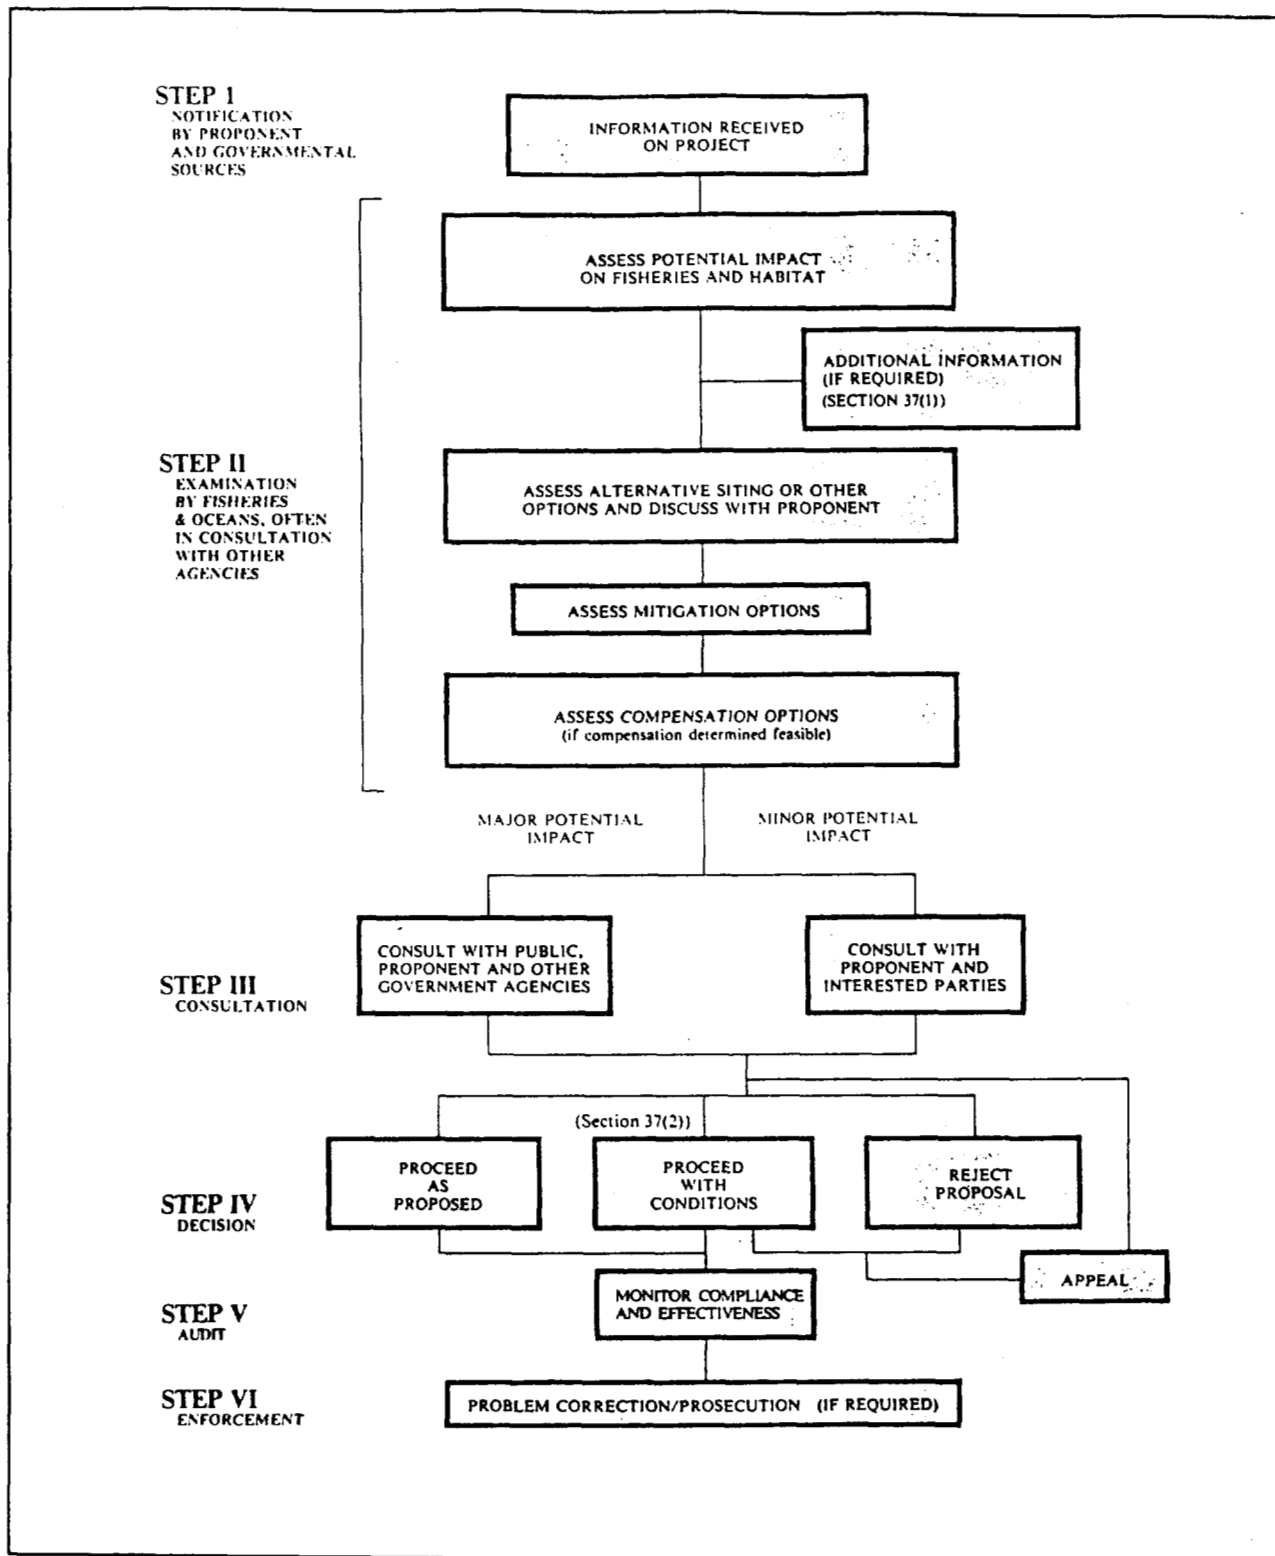 STEP 1
NOTIFICATION
BY PROPONENT
AND GOVERNMENTAL
SOURCES
INFORMATION RECEIVED
ON PROJECT
ASSESS POTENTIAL IMPACT
ON FISHERIES AND HABITAT
ADDITIONAL INFORMATION
(IF REQUIRED)
(SECTION 37(1))
STEP II
EXAMINATION
BY FISHERIES
& OCEANS, OFTEN
IN CONSULTATION
WITH OTHER
AGENCIES
ASSESS ALTERNATIVE SITING OR OTHER
OPTIONS AND DISCUSS WITH PROPONENT
ASSESS MITIGATION OPTIONS
ASSESS COMPENSATION OPTIONS
(if compensation determined feasible)
MAJOR POTENTIAL
IMPACT
MINOR POTENTIAL
IMPACT
STEP III
CONSULTATION
CONSULT WITH PUBLIC,
PROPONENT AND OTHER
GOVERNMENT AGENCIES
CONSULT WITH
PROPONENT AND
INTERESTED PARTIES
(Section 37(2))
STEP IV
DECISION
PROCEED
AS
PROPOSED
PROCEED
WITH
CONDITIONS
REJECT
PROPOSAL
APPEAL
STEP V
AUDIT
MONITOR COMPLIANCE
AND EFFECTIVENESS
STEP VI
ENFORCEMENT
PROBLEM CORRECTION/PROSECUTION (IF REQUIRED)